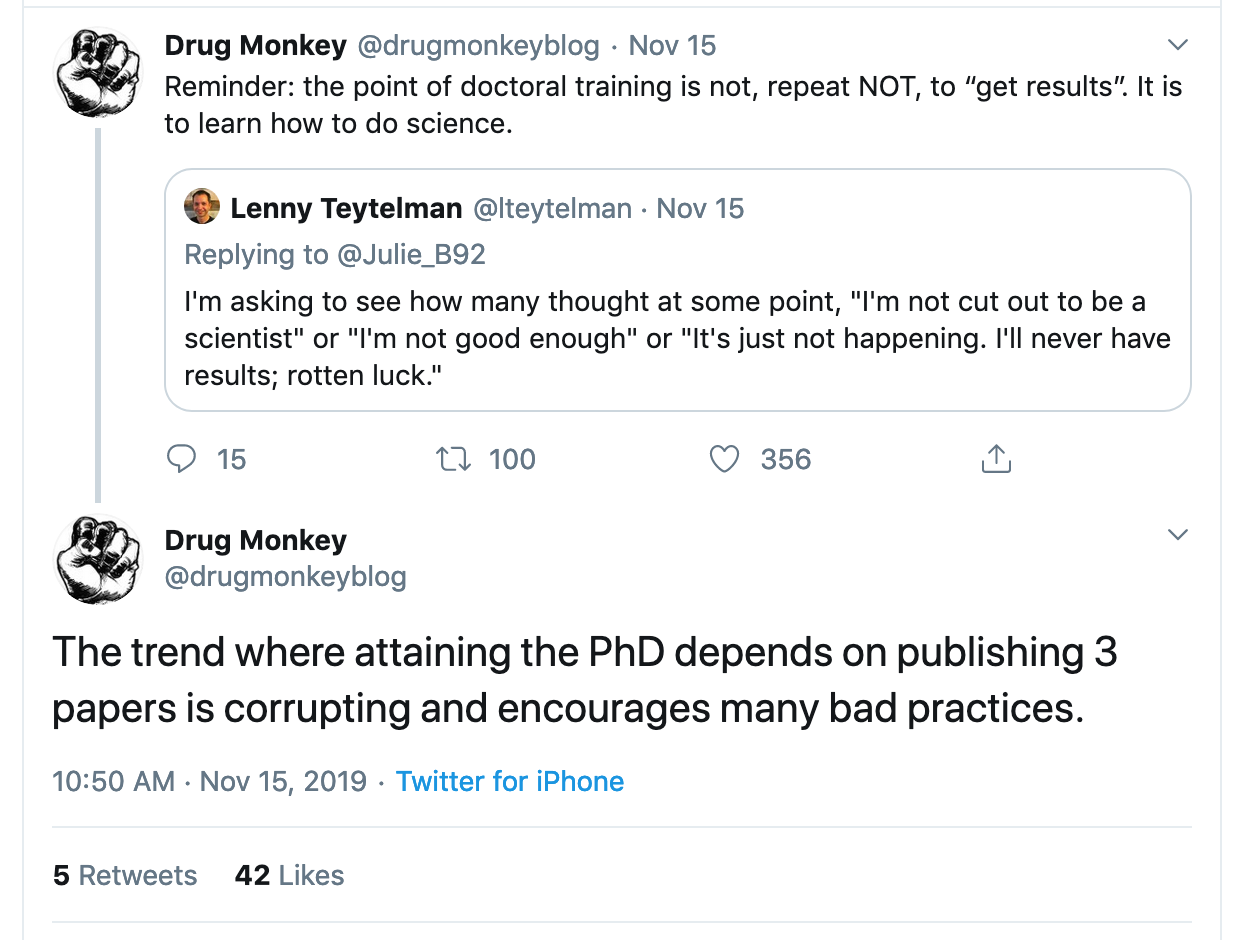 Drug Monkey @drugmonkeyblog · Nov 15
Reminder: the point of doctoral training is not, repeat NOT, to “get results”. It is
to learn how to do science.
Lenny Teytelman @lteytelman · Nov 15
Replying to @Julie_B92
I'm asking to see how many thought at some point, "I'm not cut out to be a
scientist" or "I'm not good enough" or "It's just not happening. I'll never have
results; rotten luck."
15 100 356
Drug Monkey
@drugmonkeyblog
The trend where attaining the PhD depends on publishing 3
papers is corrupting and encourages many bad practices.
10:50 AM · Nov 15, 2019 · Twitter for iPhone
5 Retweets 42 Likes